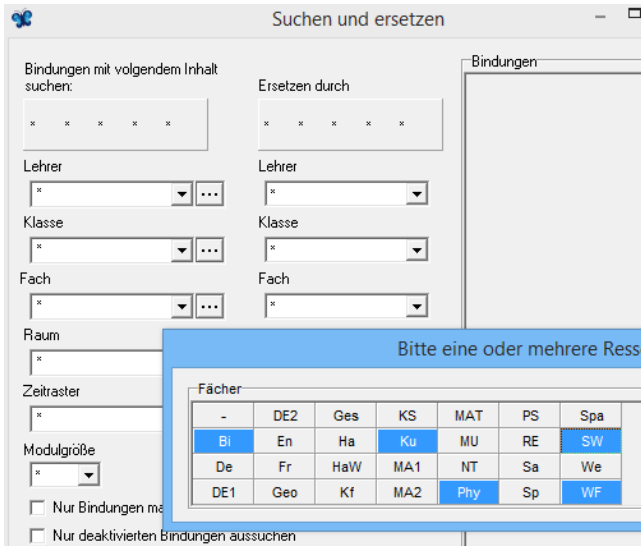 Suchen und ersetzen
Bindungen mit volgendem Inhalt
suchen:
Ersetzen durch
Bindungen
* * * * *
* * * * *
Lehrer
Lehrer
* ...
*
Klasse
Klasse
* ...
*
Fach
Fach
* ...
*
Raum
*
Zeitraster
*
Modulgröße
*
Nur Bindungen ma
Nur deaktivierten Bindungen aussuchen
Bitte eine oder mehrere Ress
Fächer
- DE2 Ges KS MAT PS Spa
Bi En Ha Ku MU RE SW
De Fr HaW MA1 NT Sa We
DE1 Geo Kf MA2 Phy Sp WF